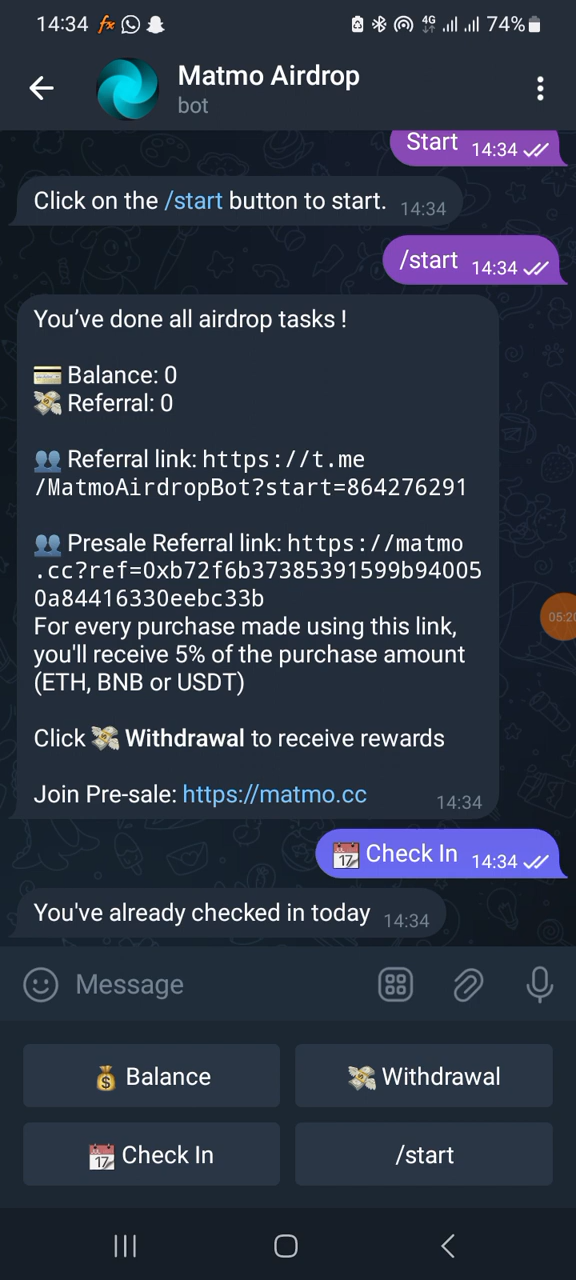 14:34 fx 4G 74%
Matmo Airdrop
bot
Start 14:34
Click on the /start button to start. 14:34
/start 14:34
You’ve done all airdrop tasks !
💳 Balance: 0
💸 Referral: 0
👥 Referral link: https://t.me
/MatmoAirdropBot?start=864276291
👥 Presale Referral link: https://matmo
.cc?ref=0xb72f6b37385391599b94005
0a84416330eebc33b
For every purchase made using this link,
you'll receive 5% of the purchase amount
(ETH, BNB or USDT)
Click 💸 Withdrawal to receive rewards
Join Pre-sale: https://matmo.cc 14:34
05:20
📆 Check In 14:34
You've already checked in today 14:34
Message
💰 Balance
💸 Withdrawal
📆 Check In
/start